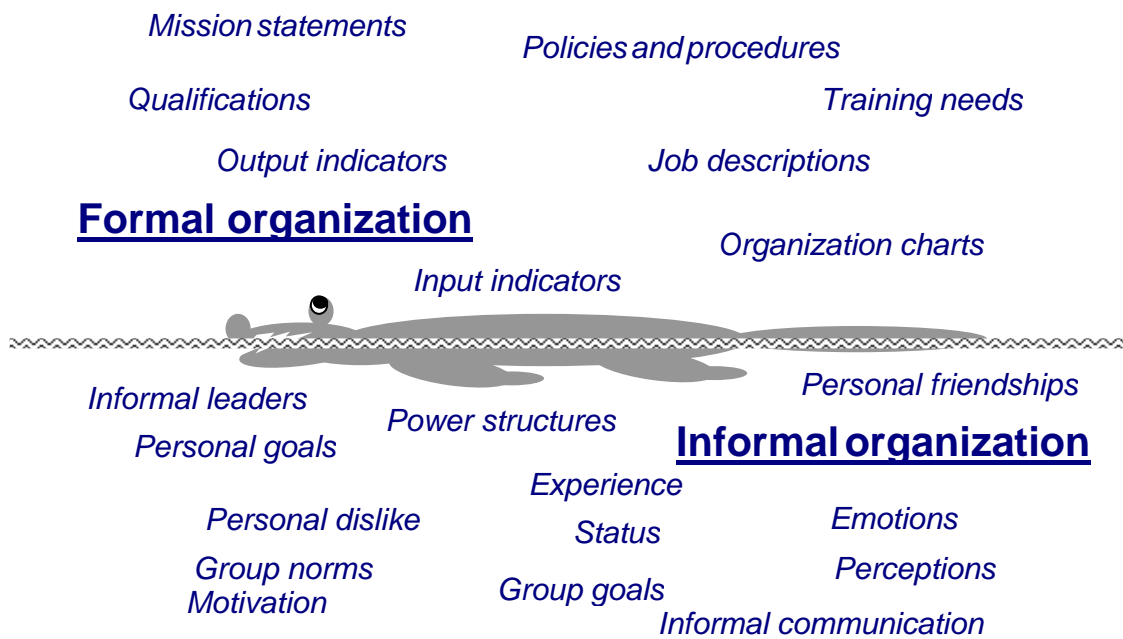 Mission statements
Policies and procedures
Qualifications
Training needs
Output indicators
Job descriptions
Formal organization
Organization charts
Input indicators
Personal friendships
Informal leaders
Power structures
Personal goals
Informal organization
Experience
Personal dislike
Status
Emotions
Group norms
Perceptions
Motivation
Group goals
Informal communication